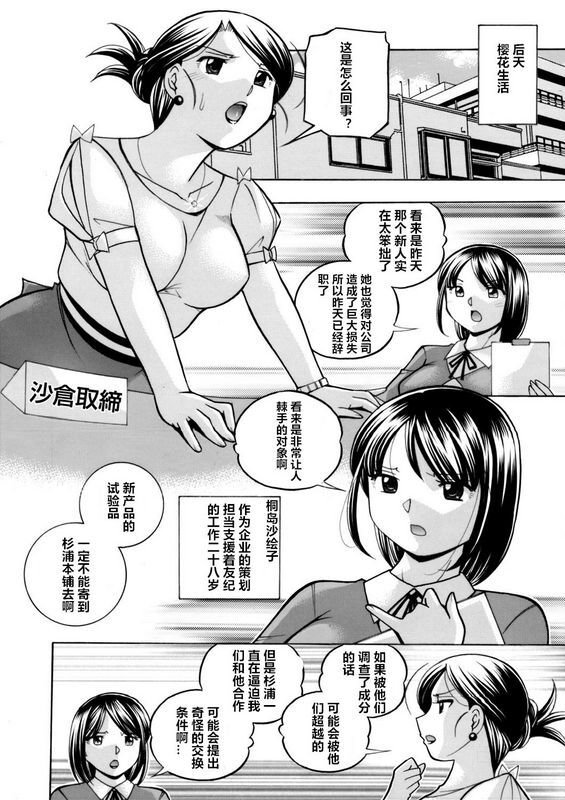 后天
樱花生活
这是怎么回事？
看来是昨天
那个新人实
在太笨拙了
她也觉得对公司
造成了巨大损失
所以昨天已经辞
职了
沙倉取締
看来是非常让人
棘手的对象啊
桐岛沙绘子
作为企业的策划
担当支援着友纪
的工作二十八岁
新产品的
试验品
一定不能寄到
杉浦本铺去啊
如果被他们
调查了成分
的话
可能会被他
们超越的
但是杉浦一
直在逼迫我
们和他合作
可能会提出
奇怪的交换
条件啊…